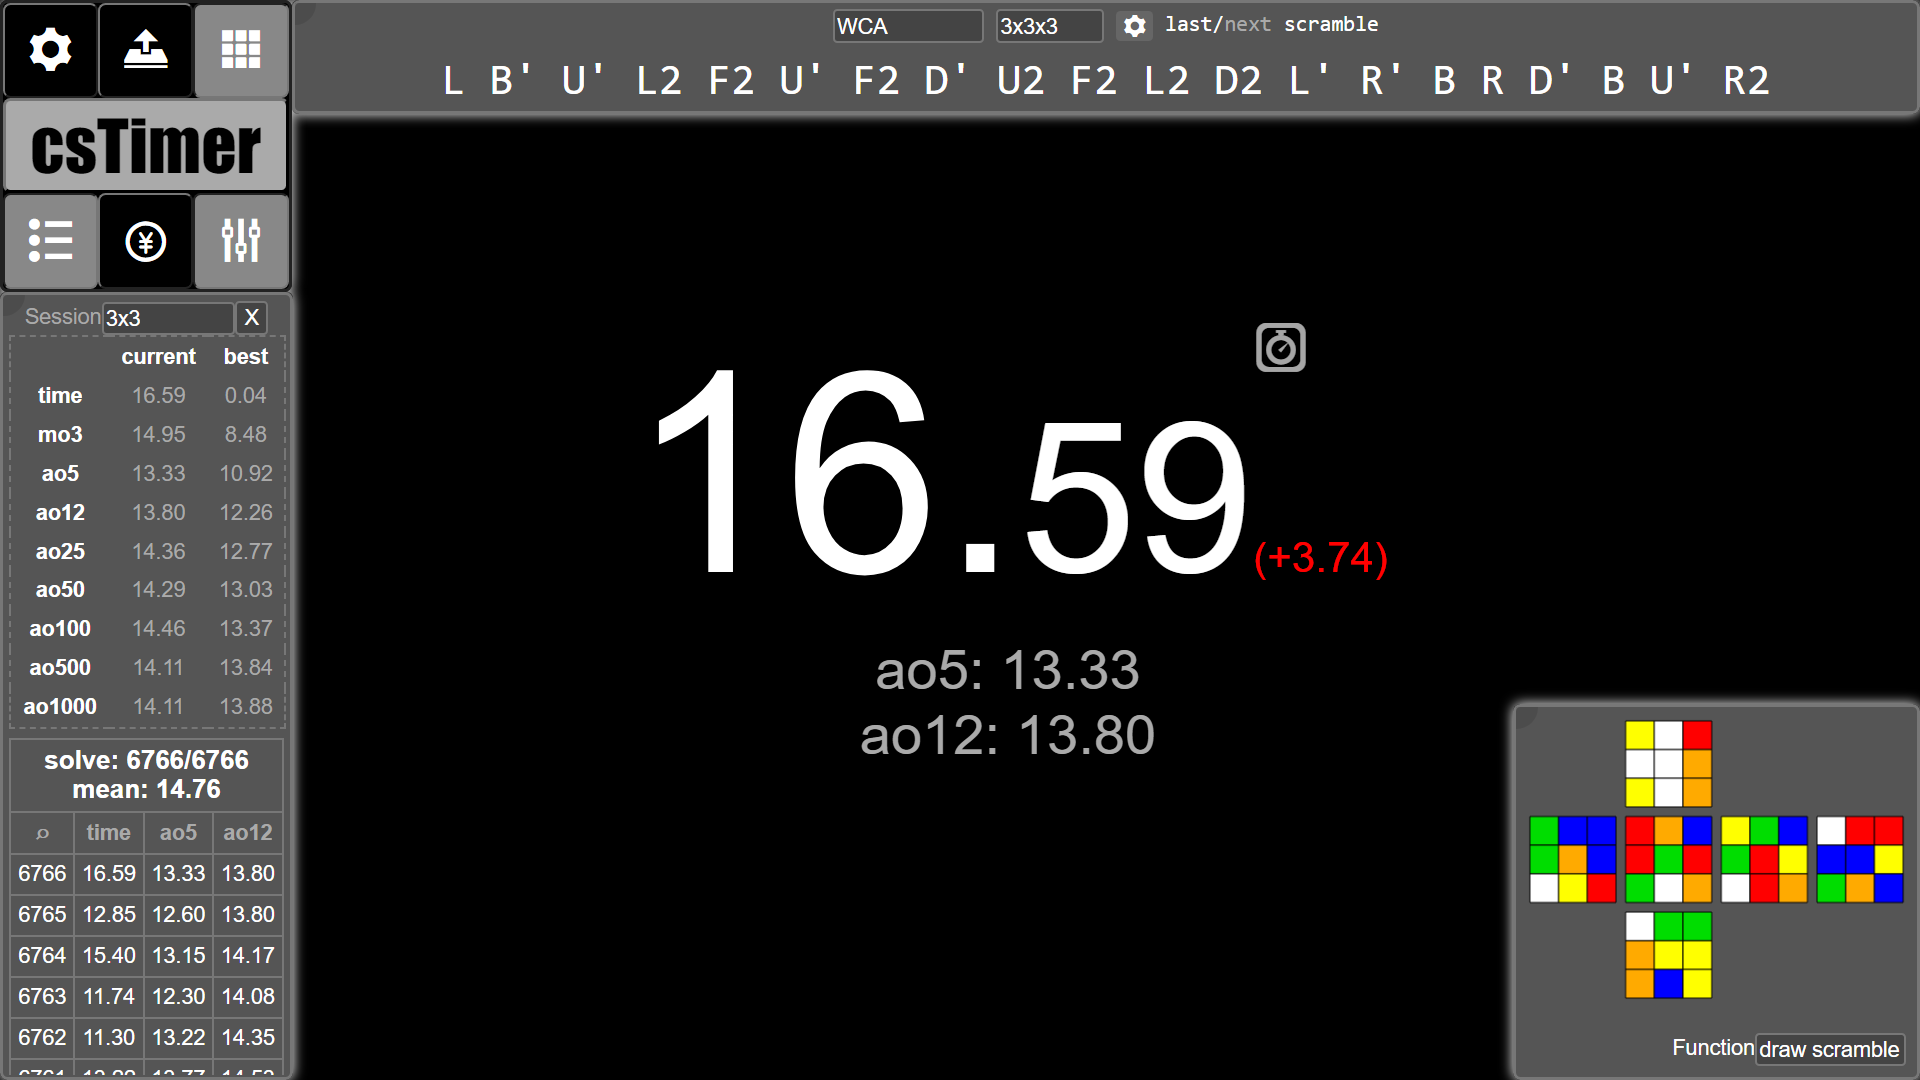 WCA 3x3x3 last/next scramble
L B' U' L2 F2 U' F2 D' U2 F2 L2 D2 L' R' B R D' B U' R2
csTimer
Session 3x3 X
current best
time 16.59 0.04
mo3 14.95 8.48
ao5 13.33 10.92
ao12 13.80 12.26
ao25 14.36 12.77
ao50 14.29 13.03
ao100 14.46 13.37
ao500 14.11 13.84
ao1000 14.11 13.88
solve: 6766/6766
mean: 14.76
time ao5 ao12
6766 16.59 13.33 13.80
6765 12.85 12.60 13.80
6764 15.40 13.15 14.17
6763 11.74 12.30 14.08
6762 11.30 13.22 14.35
16.59 (+3.74)
ao5: 13.33
ao12: 13.80
Function draw scramble